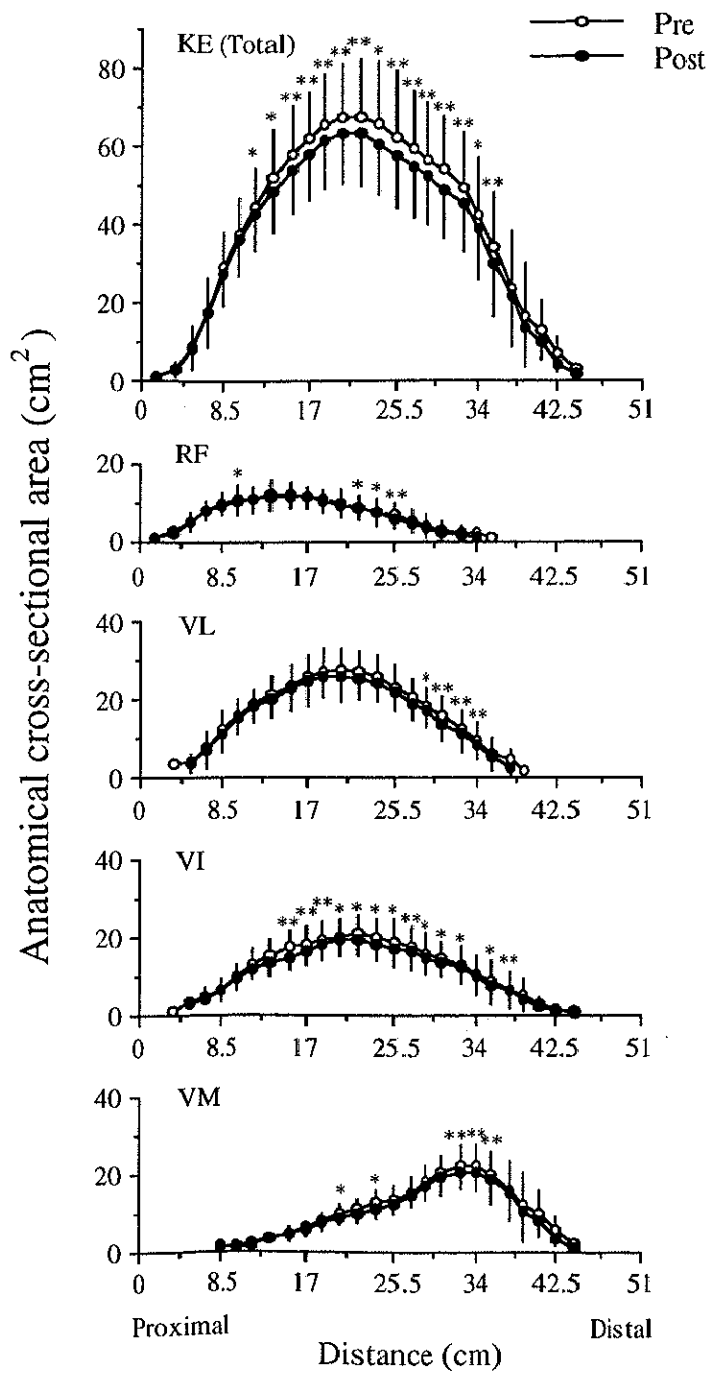 Pre
Post
KE (Total)
* * ** ** ** ** ** * ** ** ** ** ** * **
80
60
40
20
0
0 8.5 17 25.5 34 42.5 51
RF
* * * **
20
0
0 8.5 17 25.5 34 42.5 51
VL
* ** ** **
40
20
0
0 8.5 17 25.5 34 42.5 51
VI
** ** ** * * * * ** * * * * **
40
20
0
0 8.5 17 25.5 34 42.5 51
VM
* * ** ** **
40
20
0
0 8.5 17 25.5 34 42.5 51
Proximal Distal
Distance (cm)
Anatomical cross-sectional area (cm²)